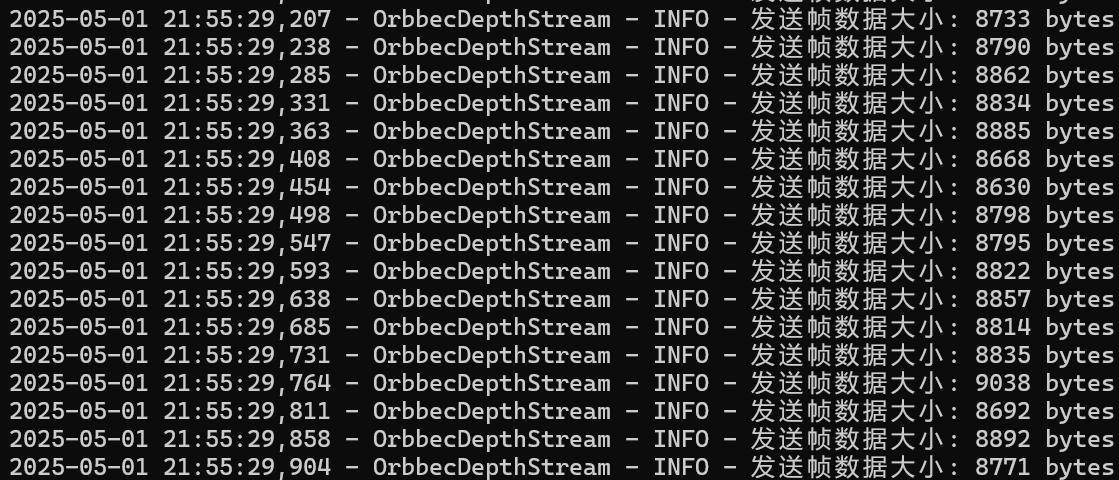 2025-05-01 21:55:29,207 - OrbbecDepthStream - INFO - 发送帧数据大小: 8733 bytes
2025-05-01 21:55:29,238 - OrbbecDepthStream - INFO - 发送帧数据大小: 8790 bytes
2025-05-01 21:55:29,285 - OrbbecDepthStream - INFO - 发送帧数据大小: 8862 bytes
2025-05-01 21:55:29,331 - OrbbecDepthStream - INFO - 发送帧数据大小: 8834 bytes
2025-05-01 21:55:29,363 - OrbbecDepthStream - INFO - 发送帧数据大小: 8885 bytes
2025-05-01 21:55:29,408 - OrbbecDepthStream - INFO - 发送帧数据大小: 8668 bytes
2025-05-01 21:55:29,454 - OrbbecDepthStream - INFO - 发送帧数据大小: 8630 bytes
2025-05-01 21:55:29,498 - OrbbecDepthStream - INFO - 发送帧数据大小: 8798 bytes
2025-05-01 21:55:29,547 - OrbbecDepthStream - INFO - 发送帧数据大小: 8795 bytes
2025-05-01 21:55:29,593 - OrbbecDepthStream - INFO - 发送帧数据大小: 8822 bytes
2025-05-01 21:55:29,638 - OrbbecDepthStream - INFO - 发送帧数据大小: 8857 bytes
2025-05-01 21:55:29,685 - OrbbecDepthStream - INFO - 发送帧数据大小: 8814 bytes
2025-05-01 21:55:29,731 - OrbbecDepthStream - INFO - 发送帧数据大小: 8835 bytes
2025-05-01 21:55:29,764 - OrbbecDepthStream - INFO - 发送帧数据大小: 9038 bytes
2025-05-01 21:55:29,811 - OrbbecDepthStream - INFO - 发送帧数据大小: 8692 bytes
2025-05-01 21:55:29,858 - OrbbecDepthStream - INFO - 发送帧数据大小: 8892 bytes
2025-05-01 21:55:29,904 - OrbbecDepthStream - INFO - 发送帧数据大小: 8771 bytes